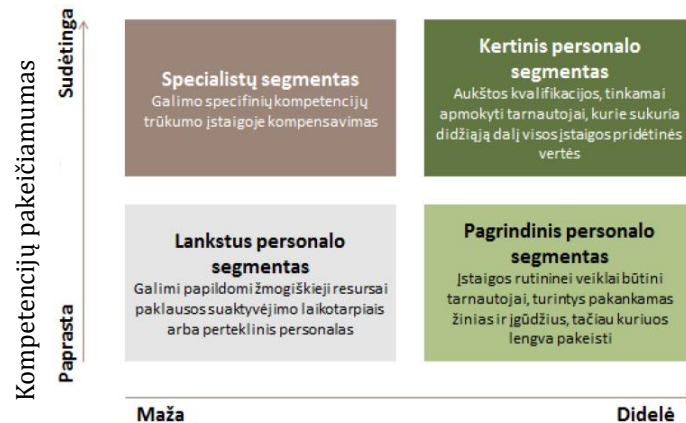 Kompetencijų pakeičiamumas
Sudėtinga
Paprasta
Specialistų segmentas
Galimo specifinių kompetencijų
trūkumo įstaigoje kompensavimas
Kertinis personalo
segmentas
Aukštos kvalifikacijos, tinkamai
apmokyti tarnautojai, kurie sukuria
didžiąją dalį visos įstaigos pridėtinės
vertės
Lankstus personalo
segmentas
Galimi papildomi žmogiškieji resursai
paklausos suaktyvėjimo laikotarpiais
arba perteklinis personalas
Pagrindinis personalo
segmentas
Įstaigos rutininei veiklai būtini
tarnautojai, turintys pakankamas
žinias ir įgūdžius, tačiau kuriuos
lengva pakeisti
Maža
Didelė